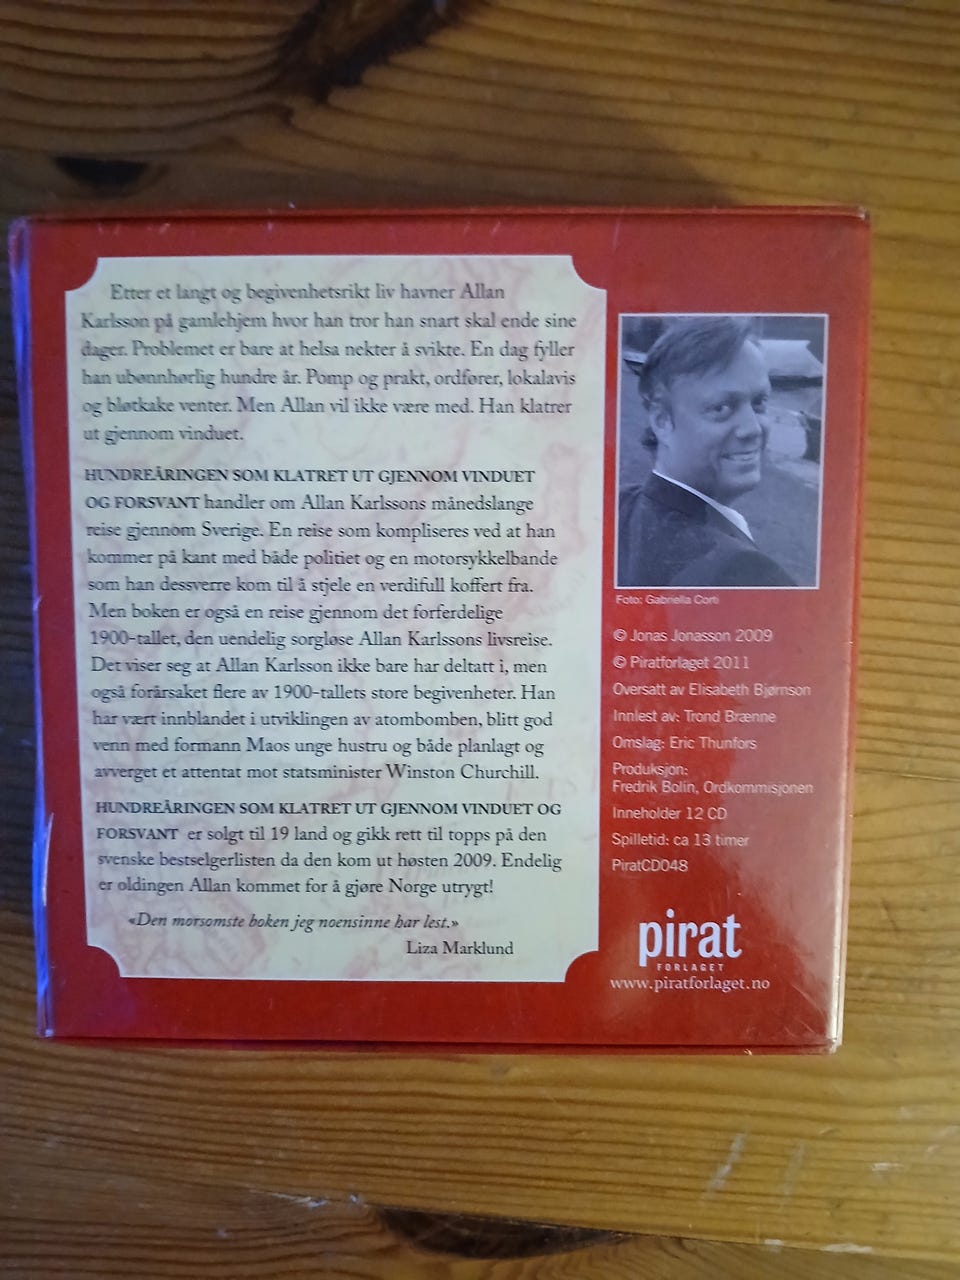 Etter et langt og begivenhetsrikt liv havner Allan
Karlsson på gamlehjem hvor han tror han snart skal ende sine
dager. Problemet er bare at helsa nekter å svikte. En dag fyller
han ubønnhørlig hundre år. Pomp og prakt, ordfører, lokalavis
og bløtkake venter. Men Allan vil ikke være med. Han klatrer
ut gjennom vinduet.
HUNDREÅRINGEN SOM KLATRET UT GJENNOM VINDUET
OG FORSVANT handler om Allan Karlssons månedslange
reise gjennom Sverige. En reise som kompliseres ved at han
kommer på kant med både politiet og en motorsykkelbande
som han dessverre kom til å stjele en verdifull koffert fra.
Men boken er også en reise gjennom det forferdelige
1900-tallet, den uendelig sorgløse Allan Karlssons livsreise.
Det viser seg at Allan Karlsson ikke bare har deltatt i, men
også forårsaket flere av 1900-tallets store begivenheter. Han
har vært innblandet i utviklingen av atombomben, blitt god
venn med formann Maos unge hustru og både planlagt og
avverget et attentat mot statsminister Winston Churchill.
HUNDREÅRINGEN SOM KLATRET UT GJENNOM VINDUET OG
FORSVANT er solgt til 19 land og gikk rett til topps på den
svenske bestselgerlisten da den kom ut høsten 2009. Endelig
er oldingen Allan kommet for å gjøre Norge utrygt!
«Den morsomste boken jeg noensinne har lest.»
Liza Marklund
Foto: Gabriella Corti
© Jonas Jonasson 2009
© Piratforlaget 2011
Oversatt av Elisabeth Bjørnson
Innlest av: Trond Brænne
Omslag: Eric Thunfors
Produksjon:
Fredrik Bolin, Ordkommisjonen
Inneholder 12 CD
Spilletid: ca 13 timer
PiratCD048
pirat
FORLAGET
www.piratforlaget.no